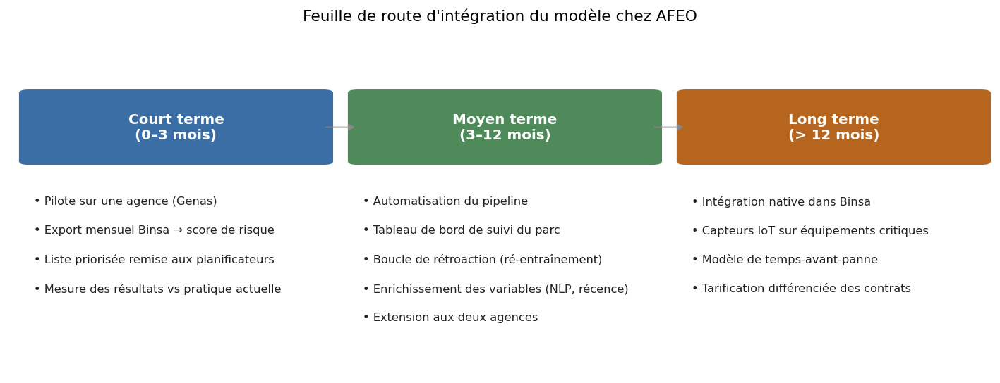 Feuille de route d'intégration du modèle chez AFEO
Court terme
(0–3 mois)
• Pilote sur une agence (Genas)
• Export mensuel Binsa → score de risque
• Liste priorisée remise aux planificateurs
• Mesure des résultats vs pratique actuelle
Moyen terme
(3–12 mois)
• Automatisation du pipeline
• Tableau de bord de suivi du parc
• Boucle de rétroaction (ré-entraînement)
• Enrichissement des variables (NLP, récence)
• Extension aux deux agences
Long terme
(> 12 mois)
• Intégration native dans Binsa
• Capteurs IoT sur équipements critiques
• Modèle de temps-avant-panne
• Tarification différenciée des contrats